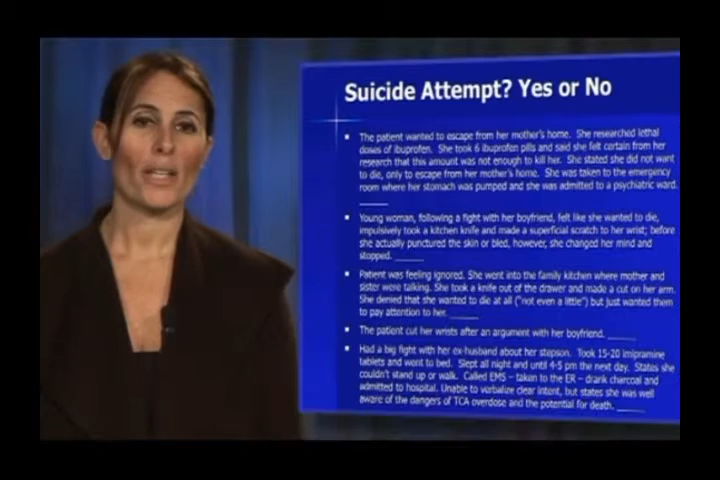 Suicide Attempt? Yes or No
The patient wanted to escape from her mother's home. She researched lethal
doses of ibuprofen. She took 6 ibuprofen pills and said she felt certain from her
research that this amount was not enough to kill her. She stated she did not want
to die, only to escape from her mother's home. She was taken to the emergency
room where her stomach was pumped and she was admitted to a psychiatric ward.
______
Young woman, following a fight with her boyfriend, felt like she wanted to die,
impulsively took a kitchen knife and made a superficial scratch to her wrist; before
she actually punctured the skin or bled, however, she changed her mind and
stopped. ______
Patient was feeling ignored. She went into the family kitchen where mother and
sister were talking. She took a knife out of the drawer and made a cut on her arm.
She denied that she wanted to die at all ("not even a little") but just wanted them
to pay attention to her. ______
The patient cut her wrists after an argument with her boyfriend. ______
Had a big fight with her ex-husband about her stepson. Took 15-20 imipramine
tablets and went to bed. Slept all night and until 4-5 pm the next day. States she
couldn't stand up or walk. Called EMS – taken to the ER – drank charcoal and
admitted to hospital. Unable to verbalize clear intent, but states she was well
aware of the dangers of TCA overdose and the potential for death. ______